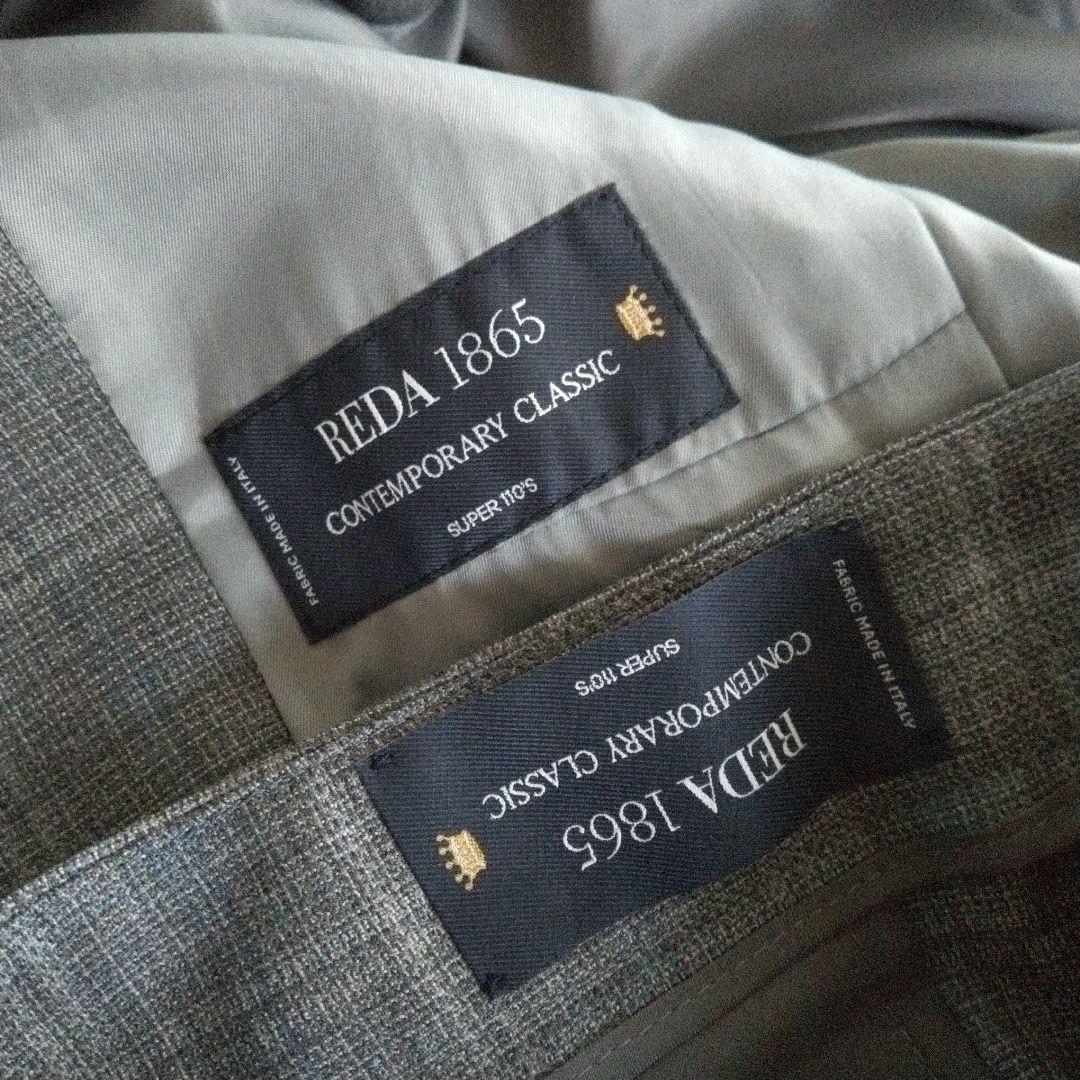 REDA 1865
CONTEMPORARY CLASSIC
SUPER 110'S
FABRIC MADE IN ITALY
REDA 1865
CONTEMPORARY CLASSIC
SUPER 110'S
FABRIC MADE IN ITALY